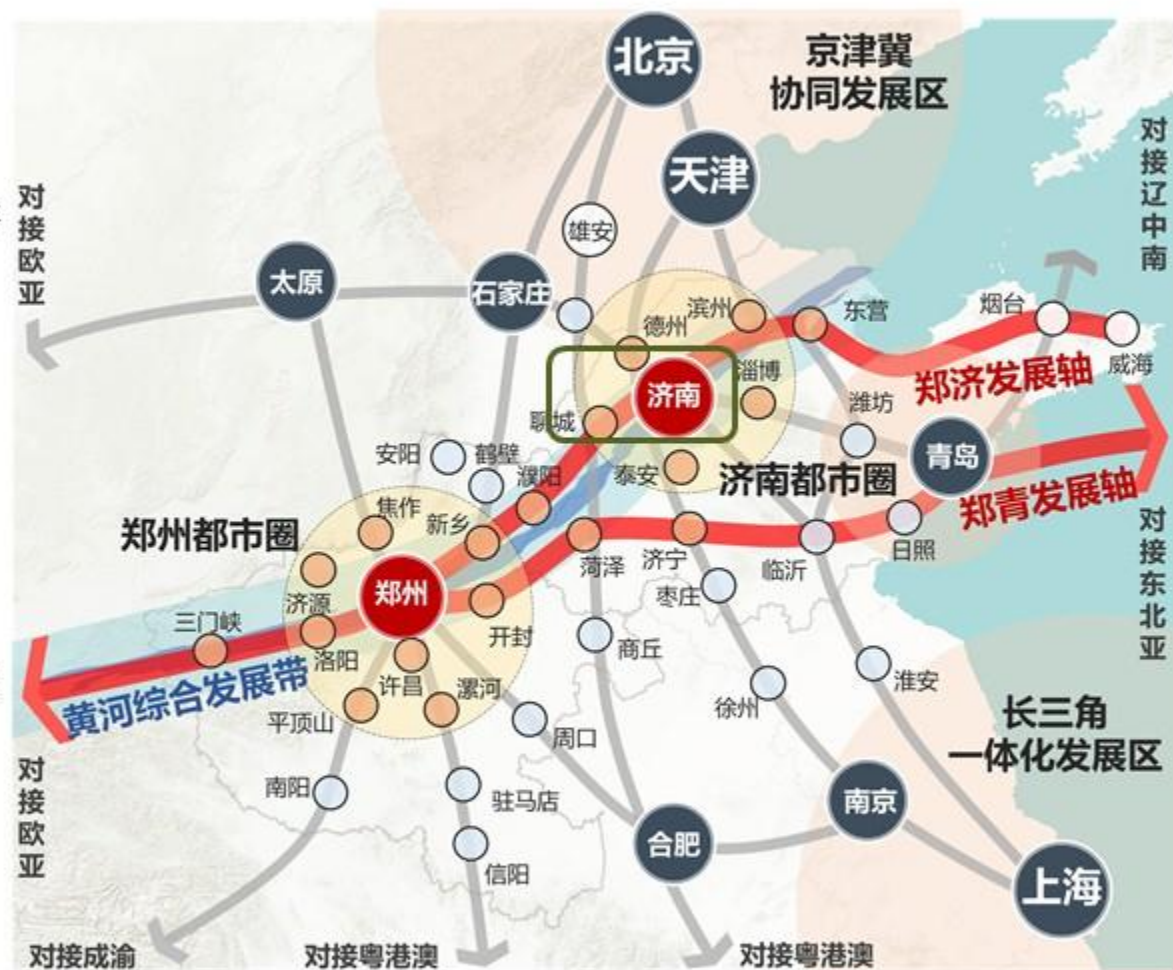 北京
京津冀
协同发展区
天津
对接辽中南
对接欧亚
雄安
太原
石家庄
滨州
东营
烟台
德州
威海
济南
淄博
郑济发展轴
潍坊
聊城
安阳
鹤壁
青岛
濮阳
泰安
济南都市圈
郑青发展轴
焦作
新乡
郑州都市圈
日照
菏泽
济宁
临沂
对接东北亚
济源
郑州
枣庄
三门峡
开封
商丘
洛阳
淮安
许昌
漯河
黄河综合发展带
徐州
平顶山
周口
长三角
一体化发展区
对接欧亚
南阳
驻马店
南京
合肥
信阳
上海
对接成渝
对接粤港澳
对接粤港澳